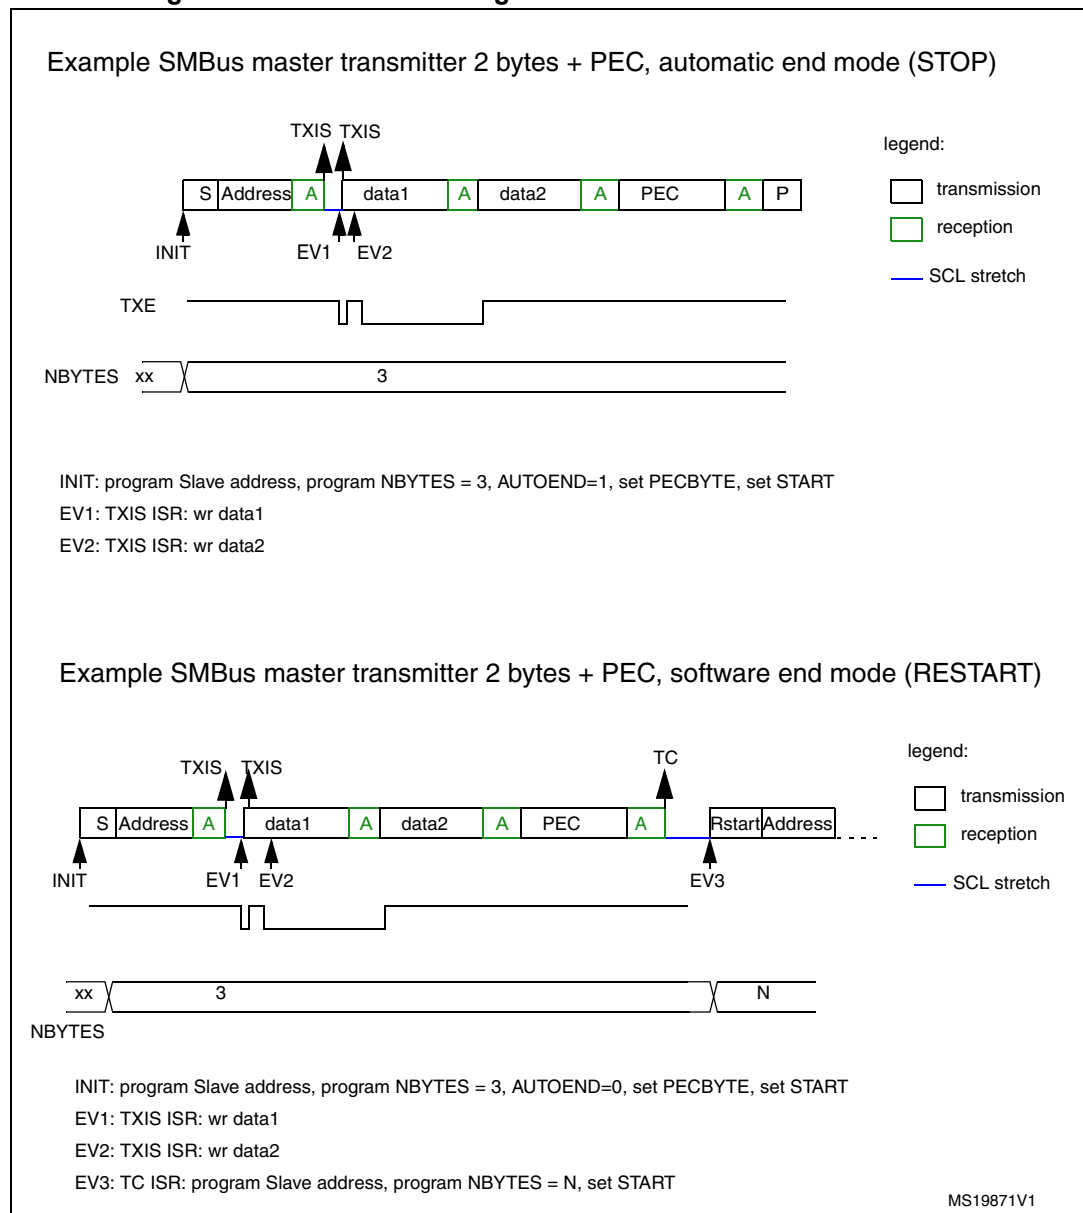 Example SMBus master transmitter 2 bytes + PEC, automatic end mode (STOP)
TXIS TXIS
legend:
transmission
reception
SCL stretch
S Address A data1 A data2 A PEC A P
INIT EV1 EV2
TXE
NBYTES xx 3
INIT: program Slave address, program NBYTES = 3, AUTOEND=1, set PECBYTE, set START
EV1: TXIS ISR: wr data1
EV2: TXIS ISR: wr data2
Example SMBus master transmitter 2 bytes + PEC, software end mode (RESTART)
TXIS TXIS TC
legend:
transmission
reception
SCL stretch
S Address A data1 A data2 A PEC A Rstart Address
INIT EV1 EV2 EV3
xx 3 N
NBYTES
INIT: program Slave address, program NBYTES = 3, AUTOEND=0, set PECBYTE, set START
EV1: TXIS ISR: wr data1
EV2: TXIS ISR: wr data2
EV3: TC ISR: program Slave address, program NBYTES = N, set START
MS19871V1